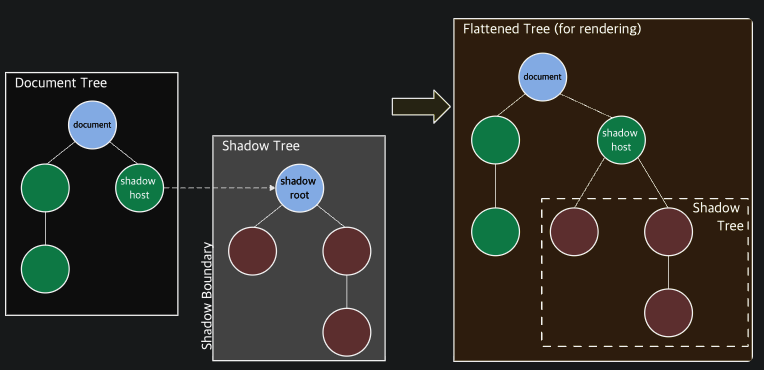 Document Tree
document
shadow
host
Shadow Tree
shadow
root
Shadow Boundary
Flattened Tree (for rendering)
document
shadow
host
Shadow
Tree